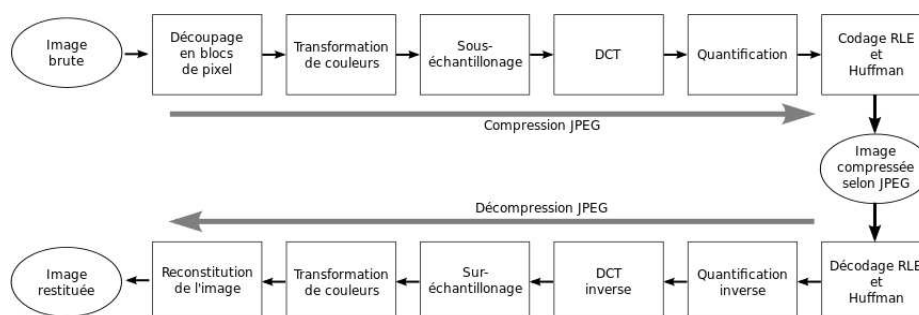 Image
brute
Découpage
en blocs
de pixel
Transformation
de couleurs
Sous-
échantillonage
DCT
Quantification
Codage RLE
et
Huffman
Compression JPEG
Image
compressée
selon JPEG
Décompression JPEG
Image
restituée
Reconstitution
de l'image
Transformation
de couleurs
Sur-
échantillonage
DCT
inverse
Quantification
inverse
Décodage RLE
et
Huffman